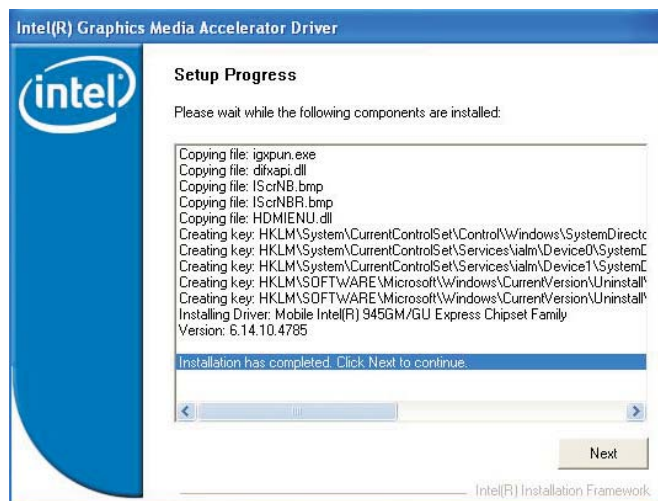 Intel(R) Graphics Media Accelerator Driver
intel
Setup Progress
Please wait while the following components are installed:
Copying file: igxpun.exe
Copying file: difxapi.dll
Copying file: IScrNB.bmp
Copying file: IScrNBR.bmp
Copying file: HDMIENU.dll
Creating key: HKLM\System\CurrentControlSet\Control\Windows\SystemDirecto
Creating key: HKLM\System\CurrentControlSet\Services\ialm\Device0\SystemD
Creating key: HKLM\System\CurrentControlSet\Services\ialm\Device1\SystemD
Creating key: HKLM\SOFTWARE\Microsoft\Windows\CurrentVersion\Uninstall\
Creating key: HKLM\SOFTWARE\Microsoft\Windows\CurrentVersion\Uninstall\
Installing Driver: Mobile Intel(R) 945GM/GU Express Chipset Family
Version: 6.14.10.4785
Installation has completed. Click Next to continue.
Next
Intel(R) Installation Framework